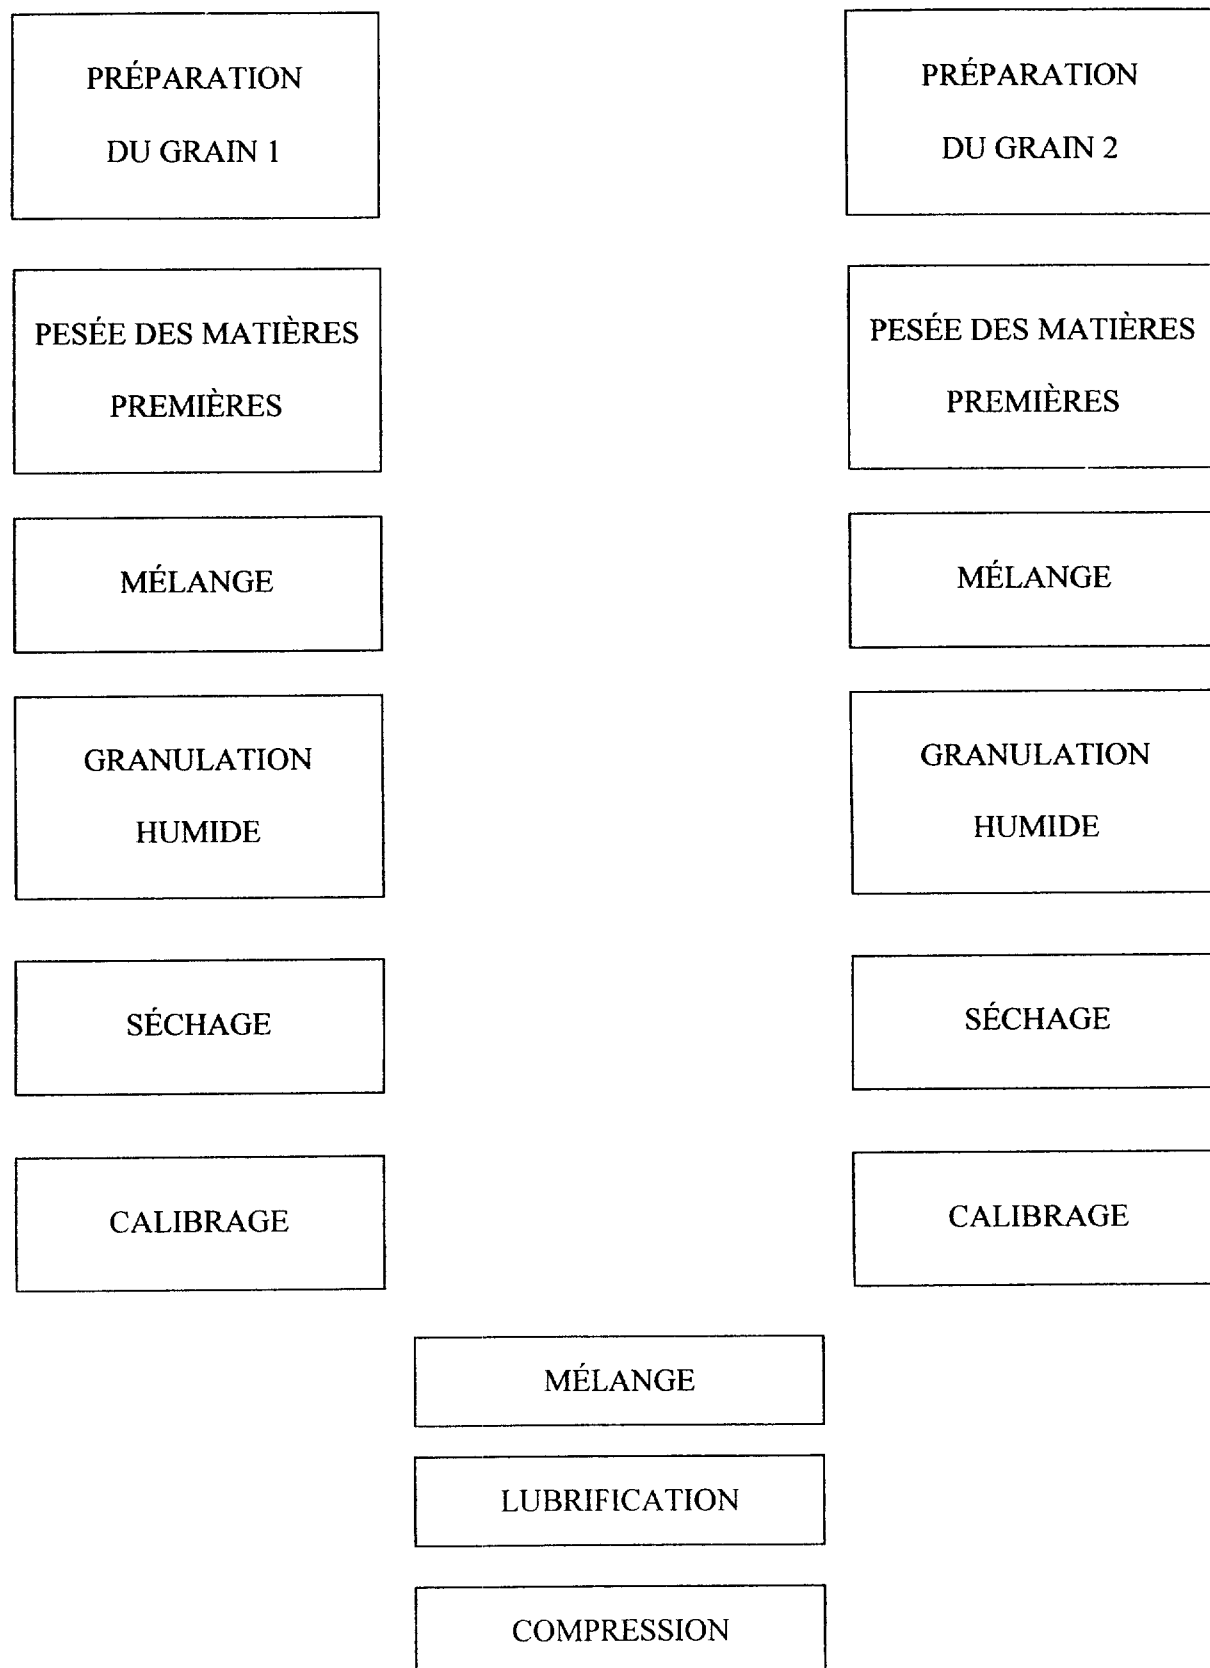 PRÉPARATION
DU GRAIN 1
PESÉE DES MATIÈRES
PREMIÈRES
MÉLANGE
GRANULATION
HUMIDE
SÉCHAGE
CALIBRAGE
PRÉPARATION
DU GRAIN 2
PESÉE DES MATIÈRES
PREMIÈRES
MÉLANGE
GRANULATION
HUMIDE
SÉCHAGE
CALIBRAGE
MÉLANGE
LUBRIFICATION
COMPRESSION